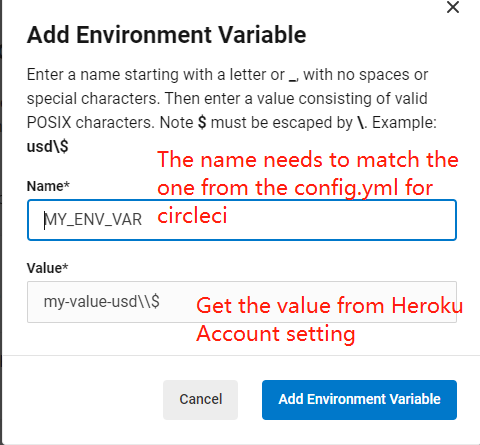 Add Environment Variable
Enter a name starting with a letter or _, with no spaces or
special characters. Then enter a value consisting of valid
POSIX characters. Note $ must be escaped by \. Example:
usd\$
The name needs to match the
one from the config.yml for
circleci
Name*
MY_ENV_VAR
Value*
my-value-usd\\$
Get the value from Heroku
Account setting
Cancel
Add Environment Variable